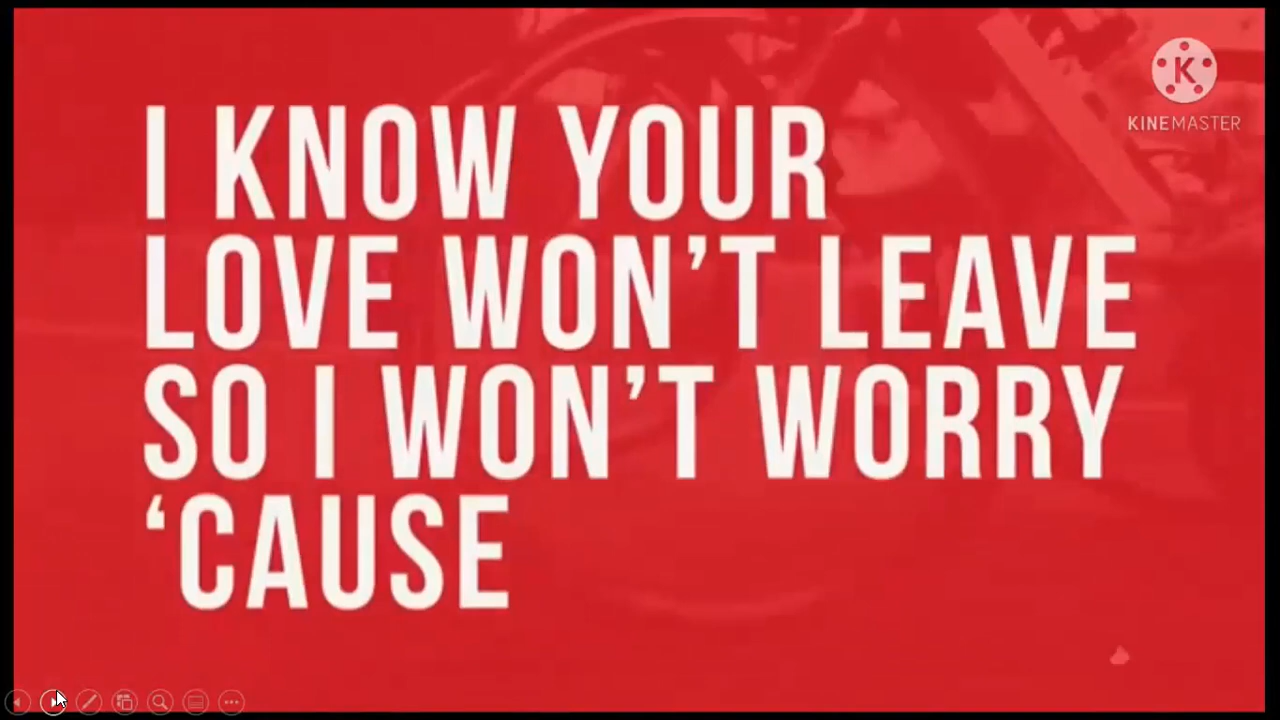 I KNOW YOUR
LOVE WON'T LEAVE
SO I WON'T WORRY
‘CAUSE
K
KINEMASTER